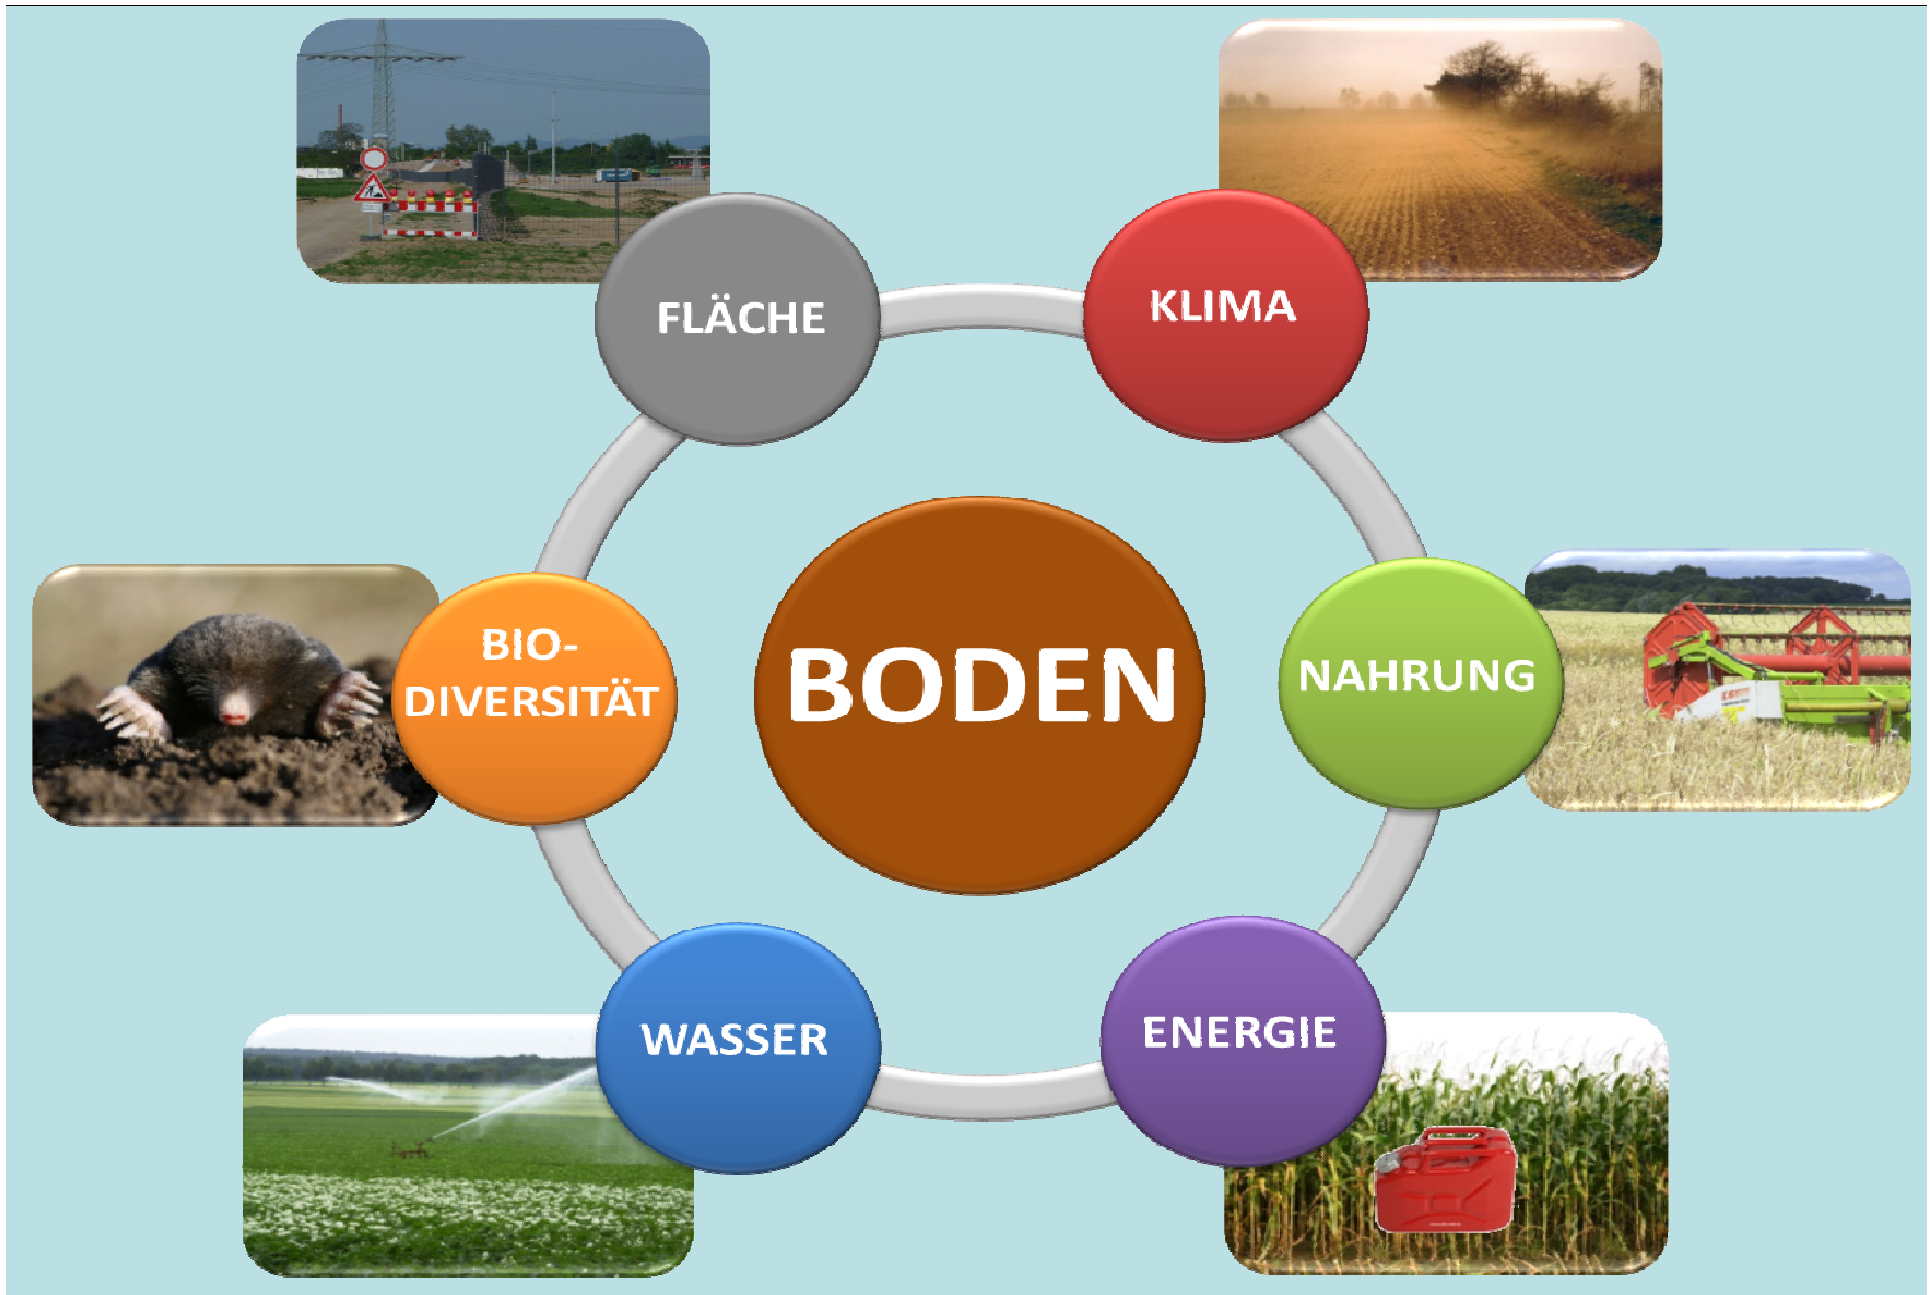 FLÄCHE
KLIMA
BIO-
DIVERSITÄT
BODEN
NAHRUNG
WASSER
ENERGIE